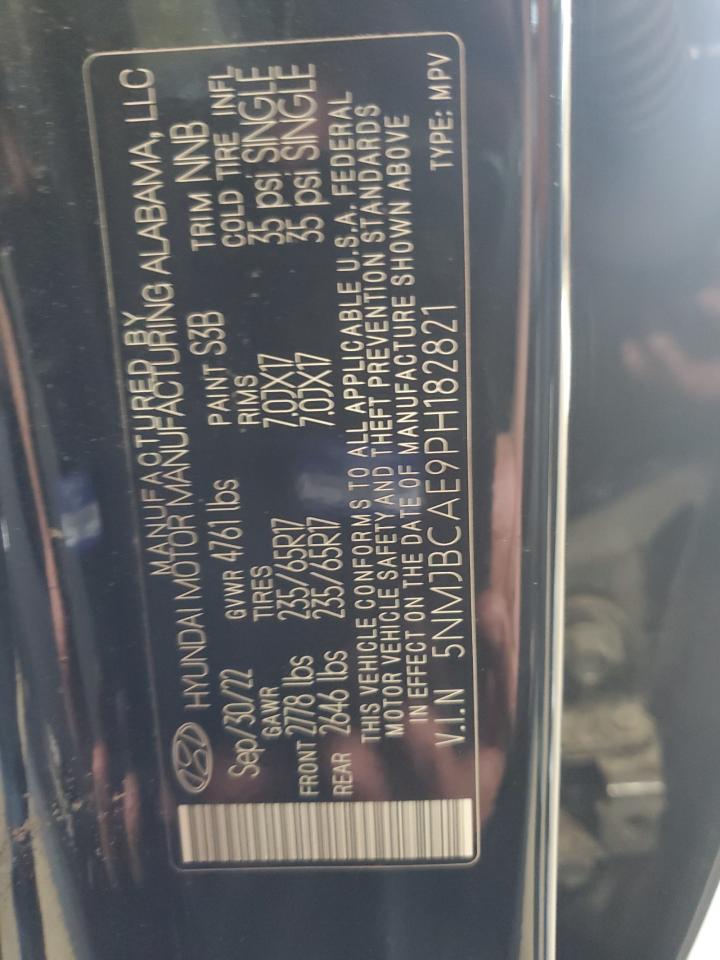 MANUFACTURED BY
HYUNDAI MOTOR MANUFACTURING ALABAMA, LLC
Sep/30/22 GVWR 4761 lbs PAINT S3B TRIM NNB
GAWR TIRES RIMS COLD TIRE INFL
FRONT 2778 lbs 235/65R17 7.0JX17 35 psi SINGLE
REAR 2646 lbs 235/65R17 7.0JX17 35 psi SINGLE
THIS VEHICLE CONFORMS TO ALL APPLICABLE U.S.A. FEDERAL
MOTOR VEHICLE SAFETY AND THEFT PREVENTION STANDARDS
IN EFFECT ON THE DATE OF MANUFACTURE SHOWN ABOVE
V.I.N 5NMJBCAE9PH182821 TYPE: MPV